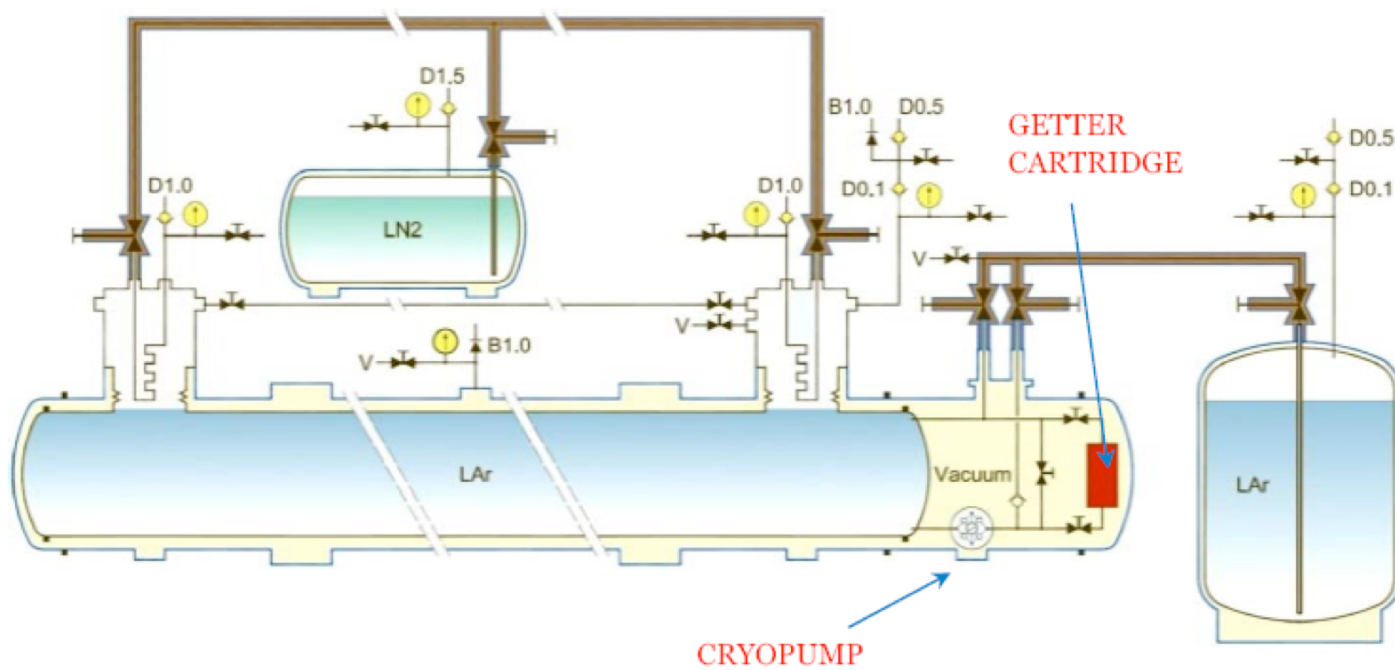 D1.5
B1.0 D0.5
GETTER
CARTRIDGE
D0.5
D1.0
D1.0
D0.1
D0.1
LN2
V
V
V
B1.0
LAr
Vacuum
LAr
CRYOPUMP